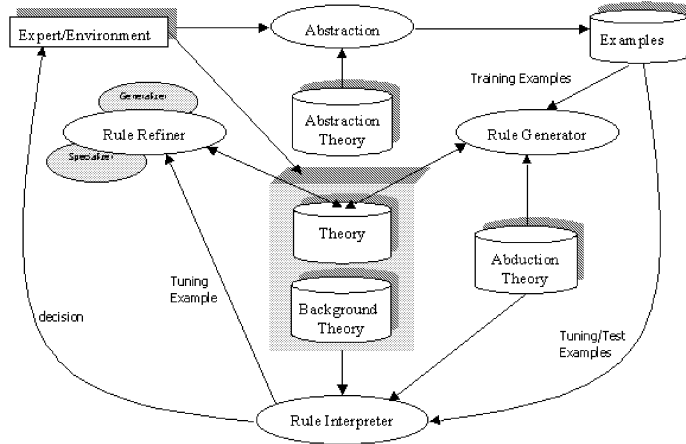 Expert/Environment
Abstraction
Examples
Training Examples
Generalizer
Rule Refiner
Specializer
Abstraction
Theory
Rule Generator
Theory
Abduction
Theory
Background
Theory
Tuning
Example
decision
Tuning/Test
Examples
Rule Interpreter